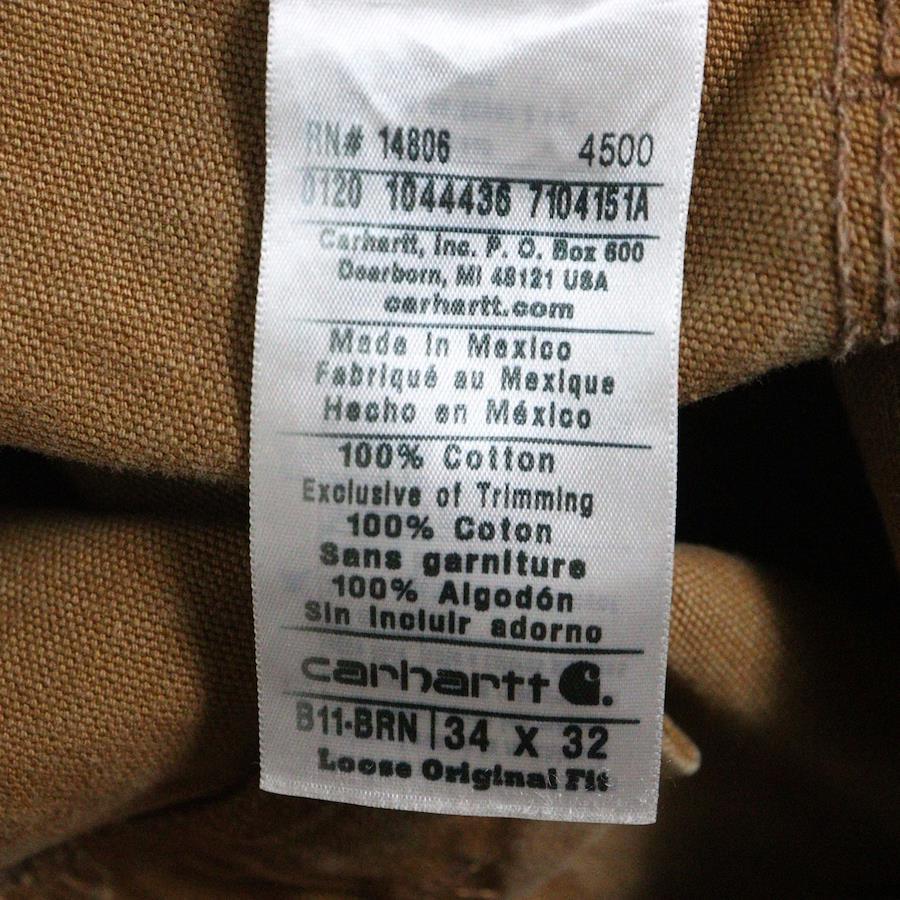 RN# 14806 4500
0120 1044436 7104151A
Carhartt, Inc. P. O. Box 600
Dearborn, MI 48121 USA
carhartt.com
Made in Mexico
Fabriqué au Mexique
Hecho en México
100% Cotton
Exclusive of Trimming
100% Coton
Sans garniture
100% Algodón
Sin incluir adorno
carhartt
B11-BRN | 34 X 32
Loose Original Fit